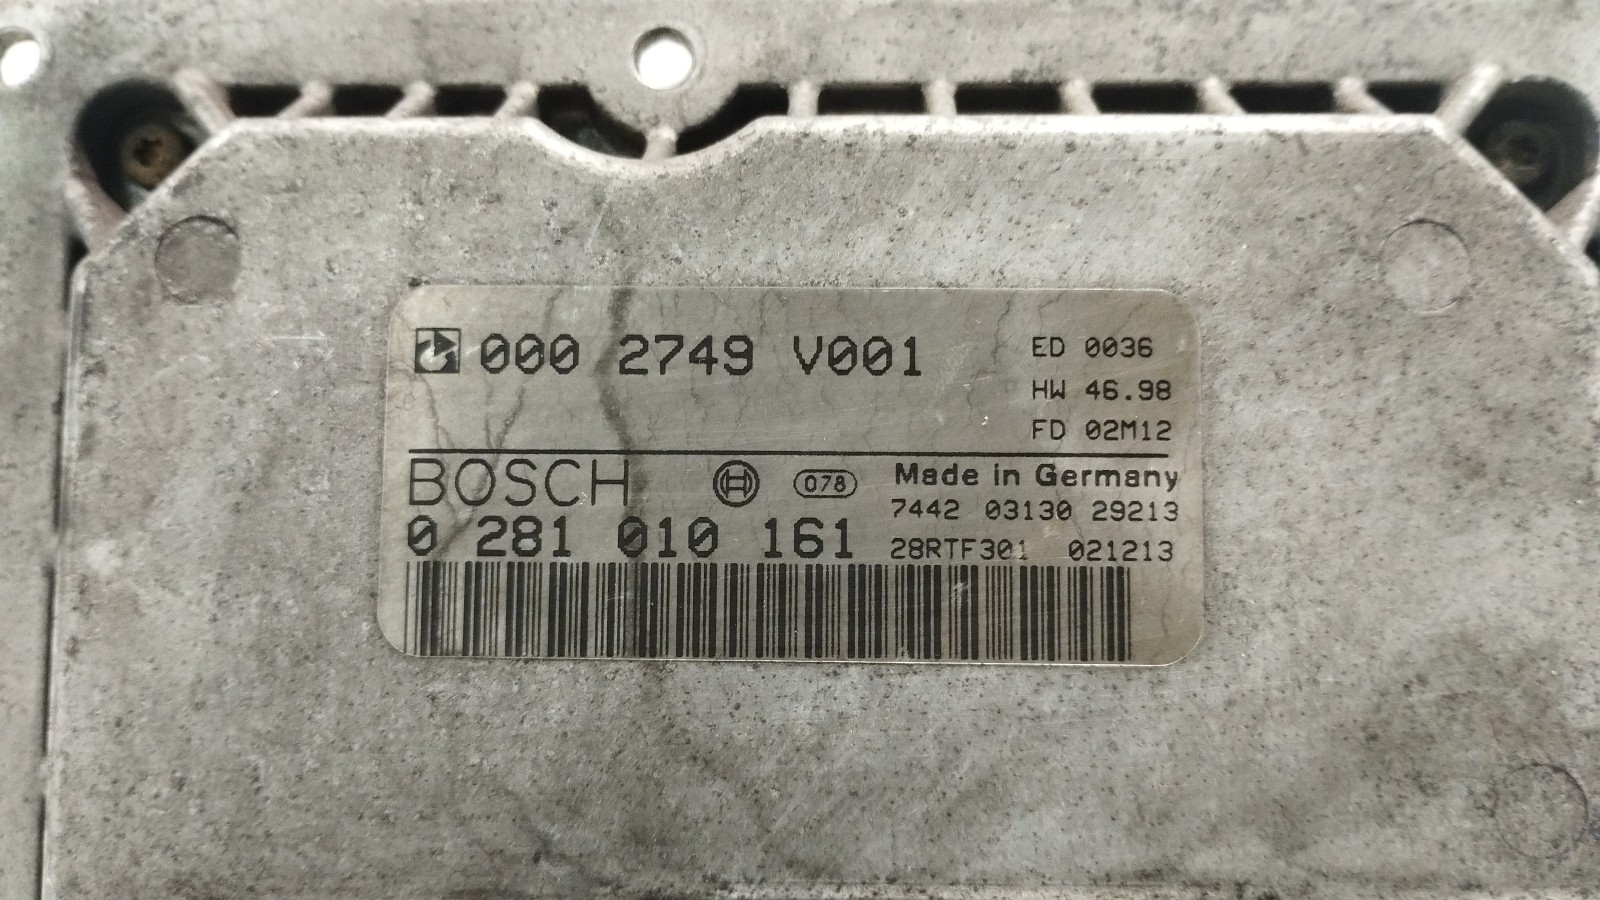 000 2749 V001
ED 0036
HW 46.98
FD 02M12
BOSCH
078
Made in Germany
7442 03130 29213
0 281 010 161
28RTF301 021213